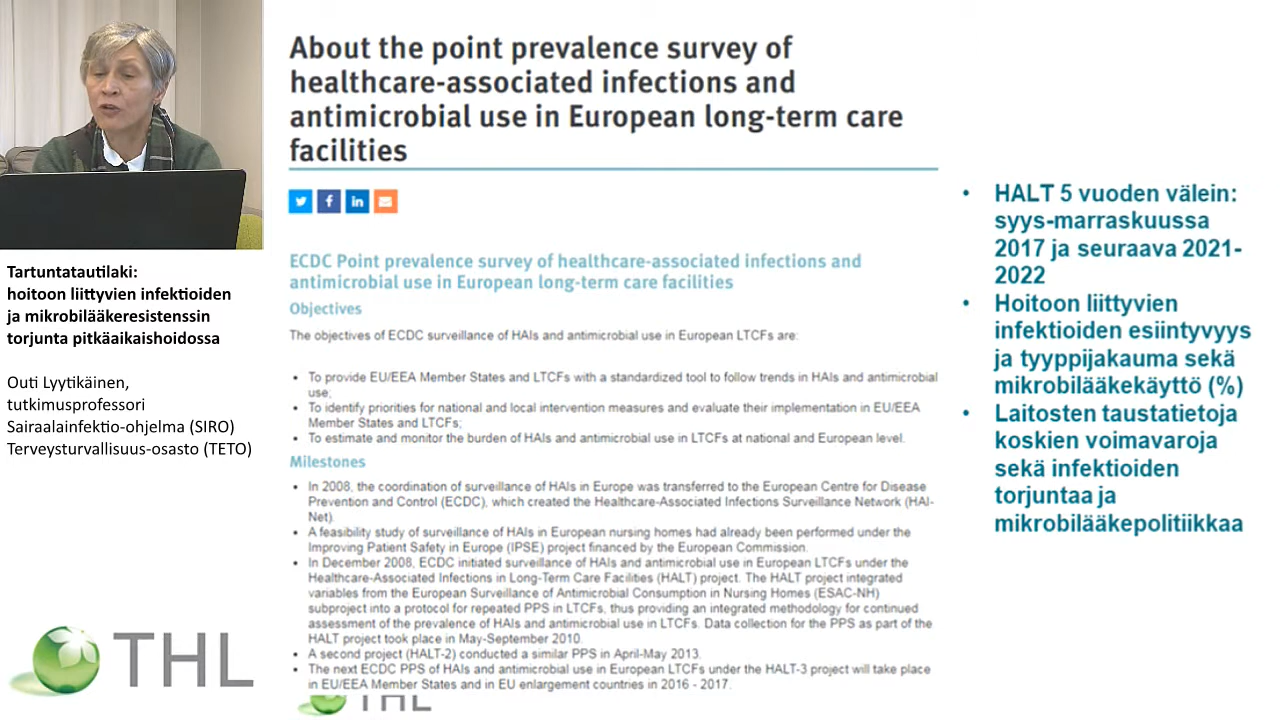 About the point prevalence survey of
healthcare-associated infections and
antimicrobial use in European long-term care
facilities
ECDC Point prevalence survey of healthcare-associated infections and
antimicrobial use in European long-term care facilities
Objectives
The objectives of ECDC surveillance of HAIs and antimicrobial use in European LTCFs are:
• To provide EU/EEA Member States and LTCFs with a standardized tool to follow trends in HAIs and antimicrobial
use;
• To identify priorities for national and local intervention measures and evaluate their implementation in EU/EEA
Member States and LTCFs;
• To estimate and monitor the burden of HAIs and antimicrobial use in LTCFs at national and European level.
Milestones
• In 2008, the coordination of surveillance of HAIs in Europe was transferred to the European Centre for Disease
Prevention and Control (ECDC), which created the Healthcare-Associated Infections Surveillance Network (HAI-
Net).
• A feasibility study of surveillance of HAIs in European nursing homes had already been performed under the
Improving Patient Safety in Europe (IPSE) project financed by the European Commission.
• In December 2008, ECDC initiated surveillance of HAIs and antimicrobial use in European LTCFs under the
Healthcare-Associated Infections in Long-Term Care Facilities (HALT) project. The HALT project integrated
variables from the European Surveillance of Antimicrobial Consumption in Nursing Homes (ESAC-NH)
subproject into a protocol for repeated PPS in LTCFs, thus providing an integrated methodology for continued
assessment of the prevalence of HAIs and antimicrobial use in LTCFs. Data collection for the PPS as part of the
HALT project took place in May-September 2010.
• A second project (HALT-2) conducted a similar PPS in April-May 2013.
• The next ECDC PPS of HAIs and antimicrobial use in European LTCFs under the HALT-3 project will take place
in EU/EEA Member States and in EU enlargement countries in 2016 - 2017.
THL
• HALT 5 vuoden välein:
syys-marraskuussa
2017 ja seuraava 2021-
2022
• Hoitoon liittyvien
infektioiden esiintyvyys
ja tyyppijakauma sekä
mikrobilääkekäyttö (%)
• Laitosten taustatietoja
koskien voimavaroja
sekä infektioiden
torjuntaa ja
mikrobilääkepolitiikkaa
Tartuntatautilaki:
hoitoon liittyvien infektioiden
ja mikrobilääkeresistenssin
torjunta pitkäaikaishoidossa
Outi Lyytikäinen,
tutkimusprofessori
Sairaalainfektio-ohjelma (SIRO)
Terveysturvallisuus-osasto (TETO)
THL